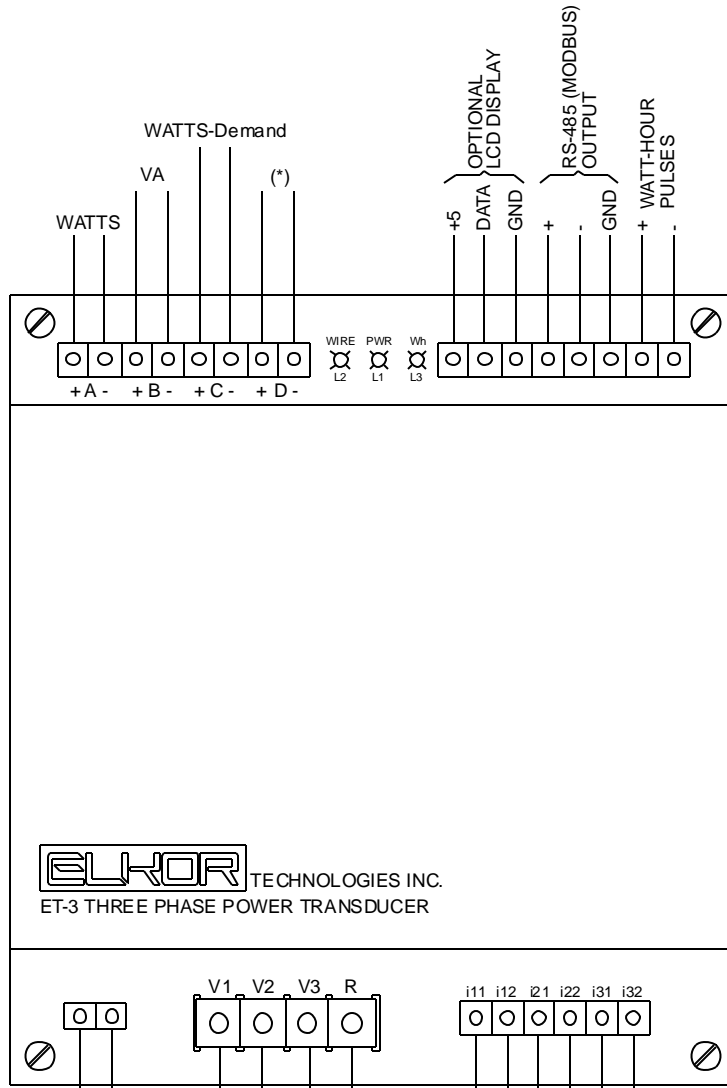 WATTS-Demand
VA
(*)
WATTS
OPTIONAL
LCD DISPLAY
RS-485 (MODBUS)
OUTPUT
WATT-HOUR
PULSES
+5
DATA
GND
+
-
GND
+
-
WIRE PWR Wh
L2 L1 L3
+ A - + B - + C - + D -
ELKOR TECHNOLOGIES INC.
ET-3 THREE PHASE POWER TRANSDUCER
V1 V2 V3 R
i11 i12 i21 i22 i31 i32